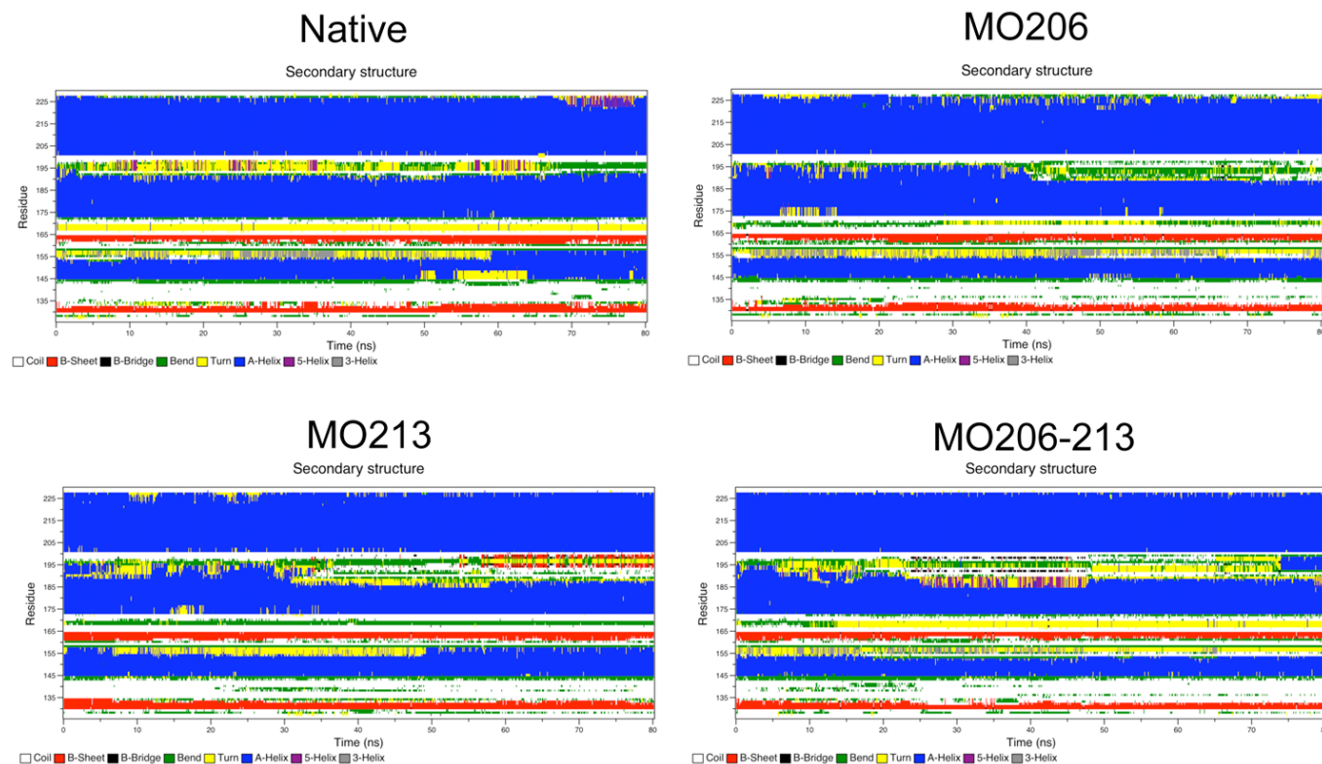 Native
Secondary structure
225
215
205
195
185
175
165
155
145
135
Residue
0 10 20 30 40 50 60 70 80
Time (ns)
Coil B-Sheet B-Bridge Bend Turn A-Helix 5-Helix 3-Helix
MO206
Secondary structure
225
215
205
195
185
175
165
155
145
135
Residue
0 10 20 30 40 50 60 70 80
Time (ns)
Coil B-Sheet B-Bridge Bend Turn A-Helix 5-Helix 3-Helix
MO213
Secondary structure
225
215
205
195
185
175
165
155
145
135
Residue
0 10 20 30 40 50 60 70 80
Time (ns)
Coil B-Sheet B-Bridge Bend Turn A-Helix 5-Helix 3-Helix
MO206-213
Secondary structure
225
215
205
195
185
175
165
155
145
135
Residue
0 10 20 30 40 50 60 70 80
Time (ns)
Coil B-Sheet B-Bridge Bend Turn A-Helix 5-Helix 3-Helix